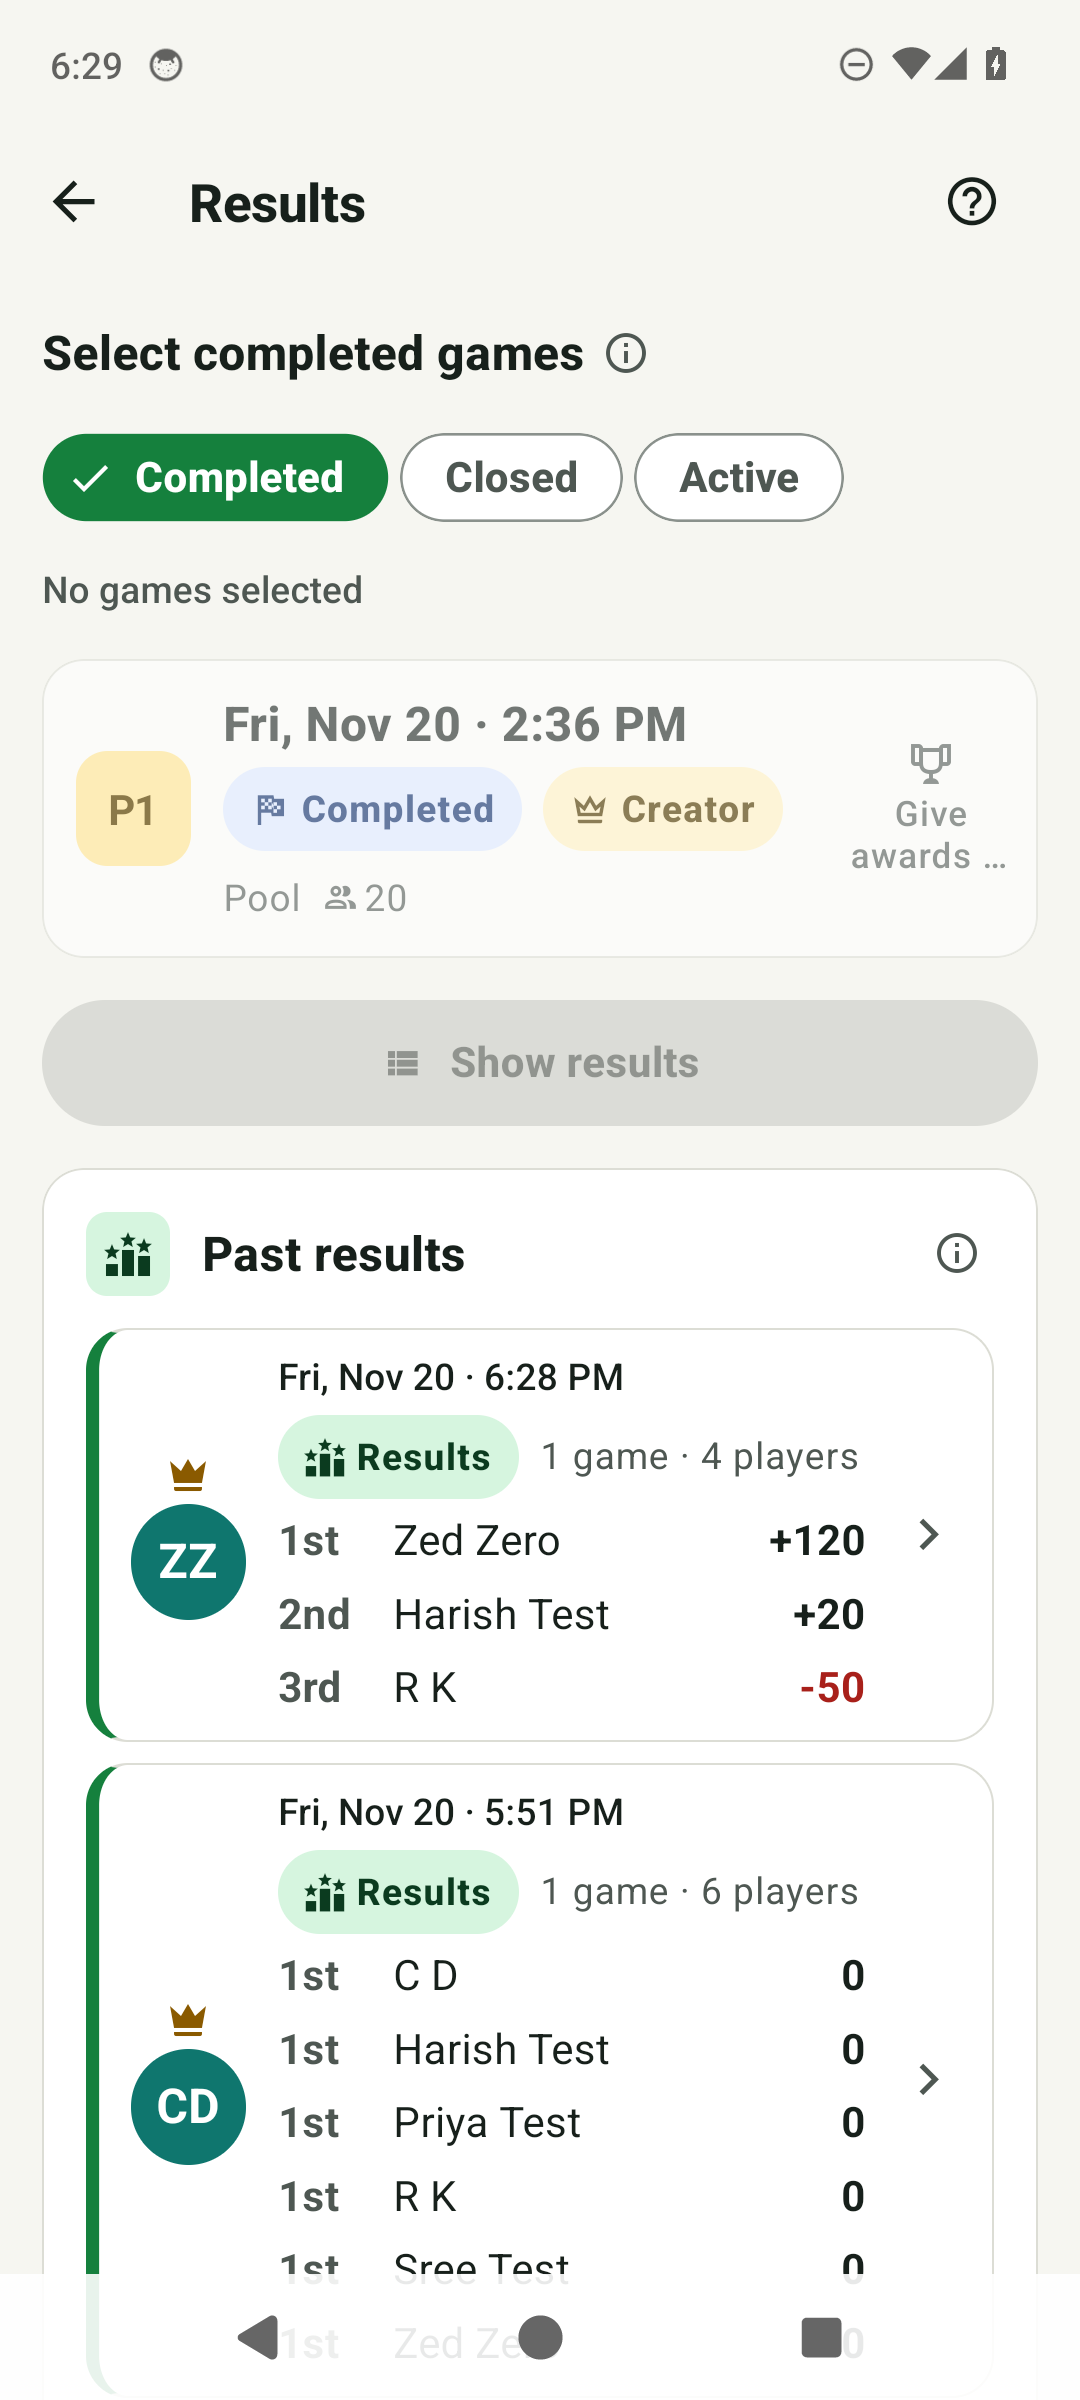 6:29
Results
Select completed games
Completed
Closed
Active
No games selected
Fri, Nov 20 · 2:36 PM
P1
Completed
Creator
Give
awards …
Pool
20
Show results
Past results
Fri, Nov 20 · 6:28 PM
Results
1 game · 4 players
ZZ
1st Zed Zero +120
2nd Harish Test +20
3rd R K -50
Fri, Nov 20 · 5:51 PM
Results
1 game · 6 players
CD
1st C D 0
1st Harish Test 0
1st Priya Test 0
1st R K 0
1st Sree Test 0
1st Zed 0